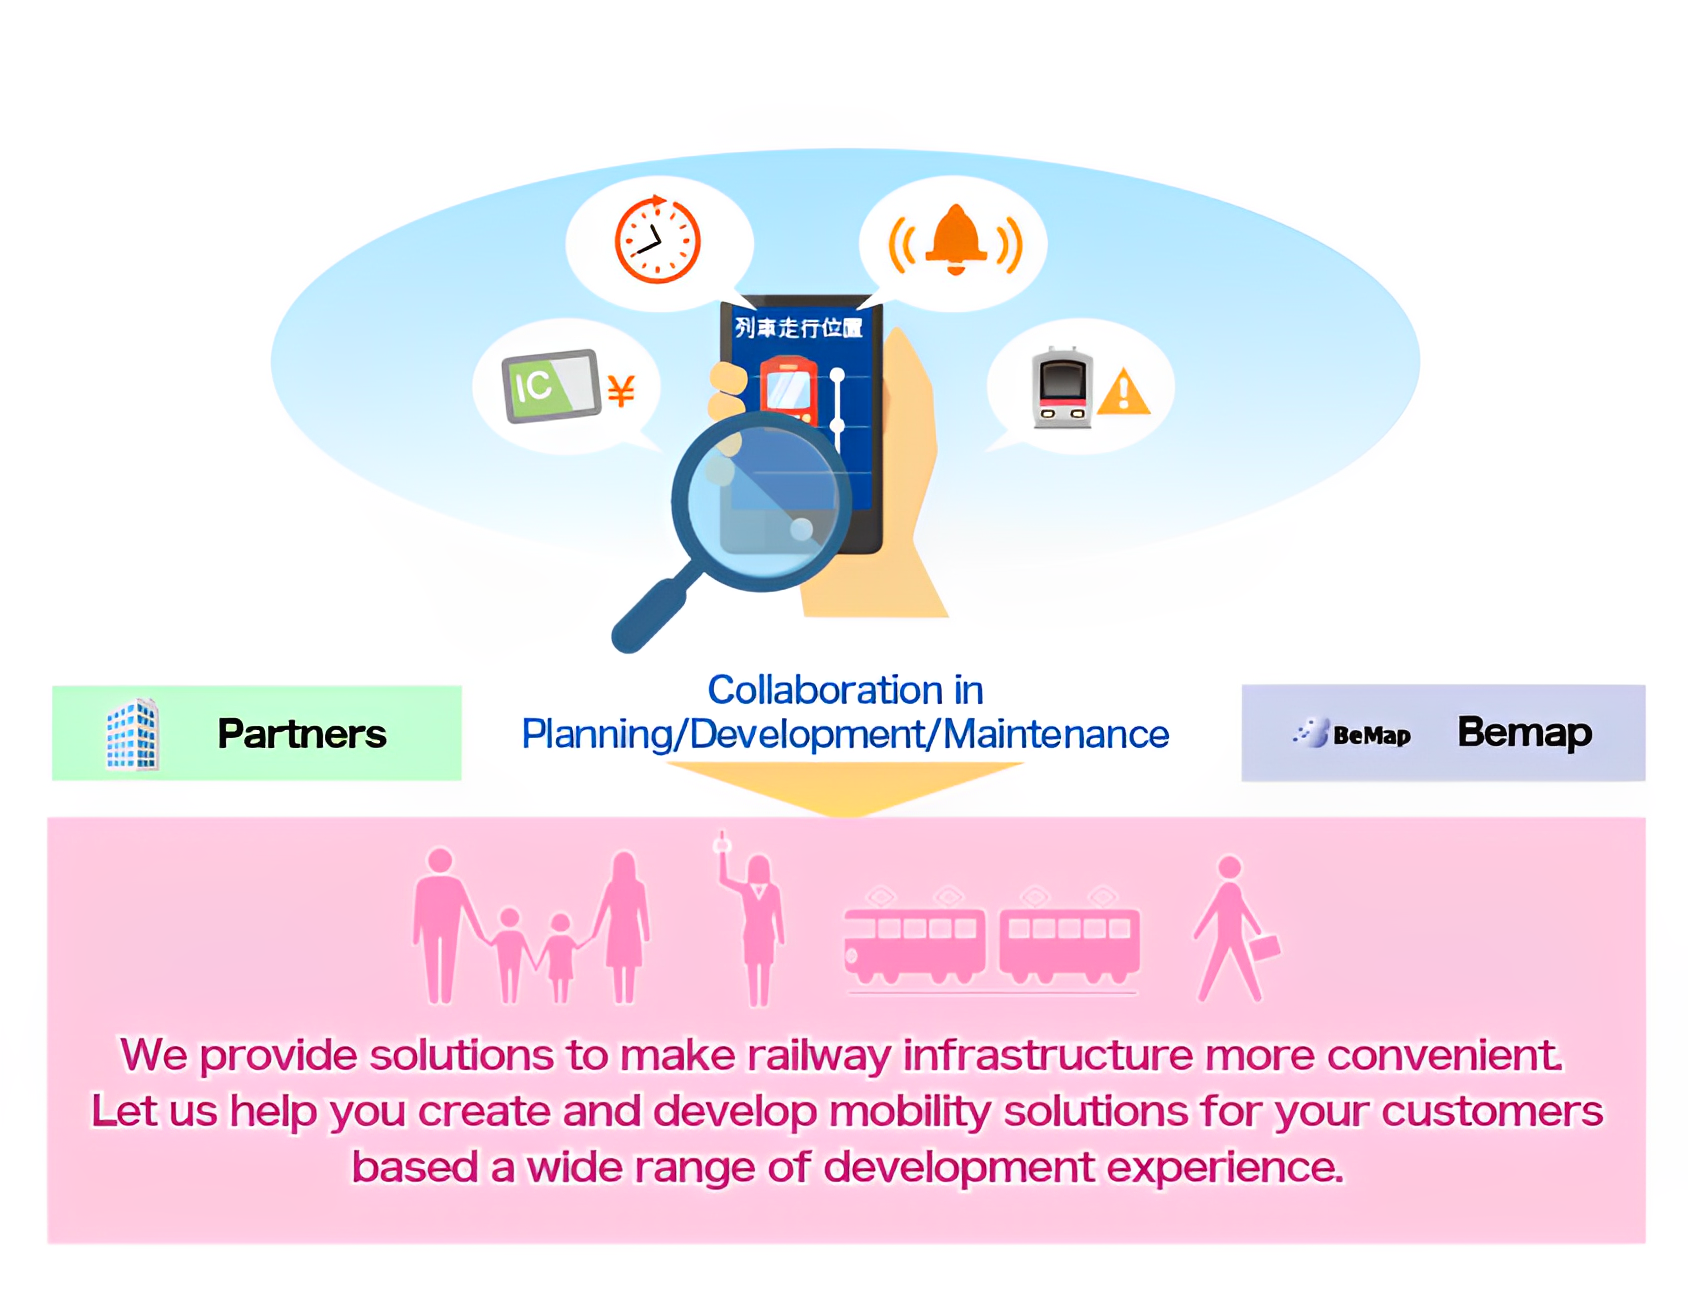 列車走行位置
IC ¥
Collaboration in
Planning/Development/Maintenance
Partners
BeMap Bemap
We provide solutions to make railway infrastructure more convenient.
Let us help you create and develop mobility solutions for your customers
based a wide range of development experience.